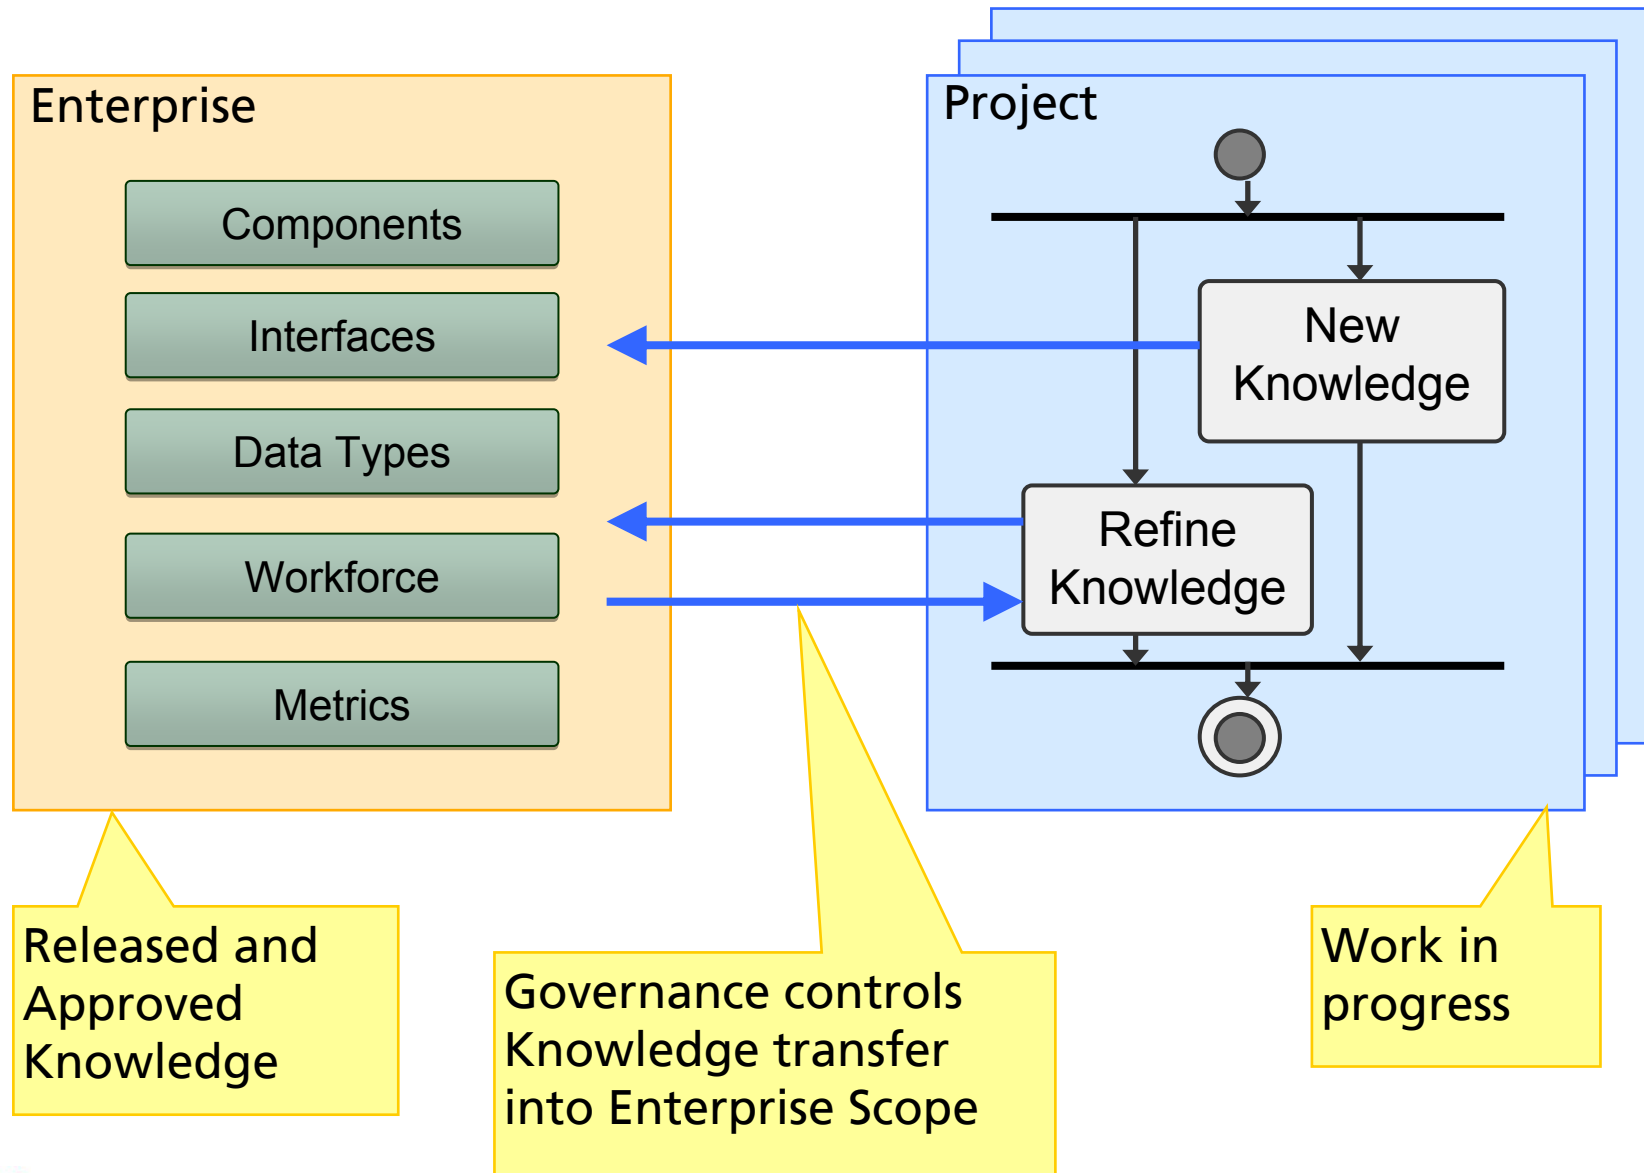 Enterprise
Components
Interfaces
Data Types
Workforce
Metrics
Project
New
Knowledge
Refine
Knowledge
Released and
Approved
Knowledge
Governance controls
Knowledge transfer
into Enterprise Scope
Work in
progress